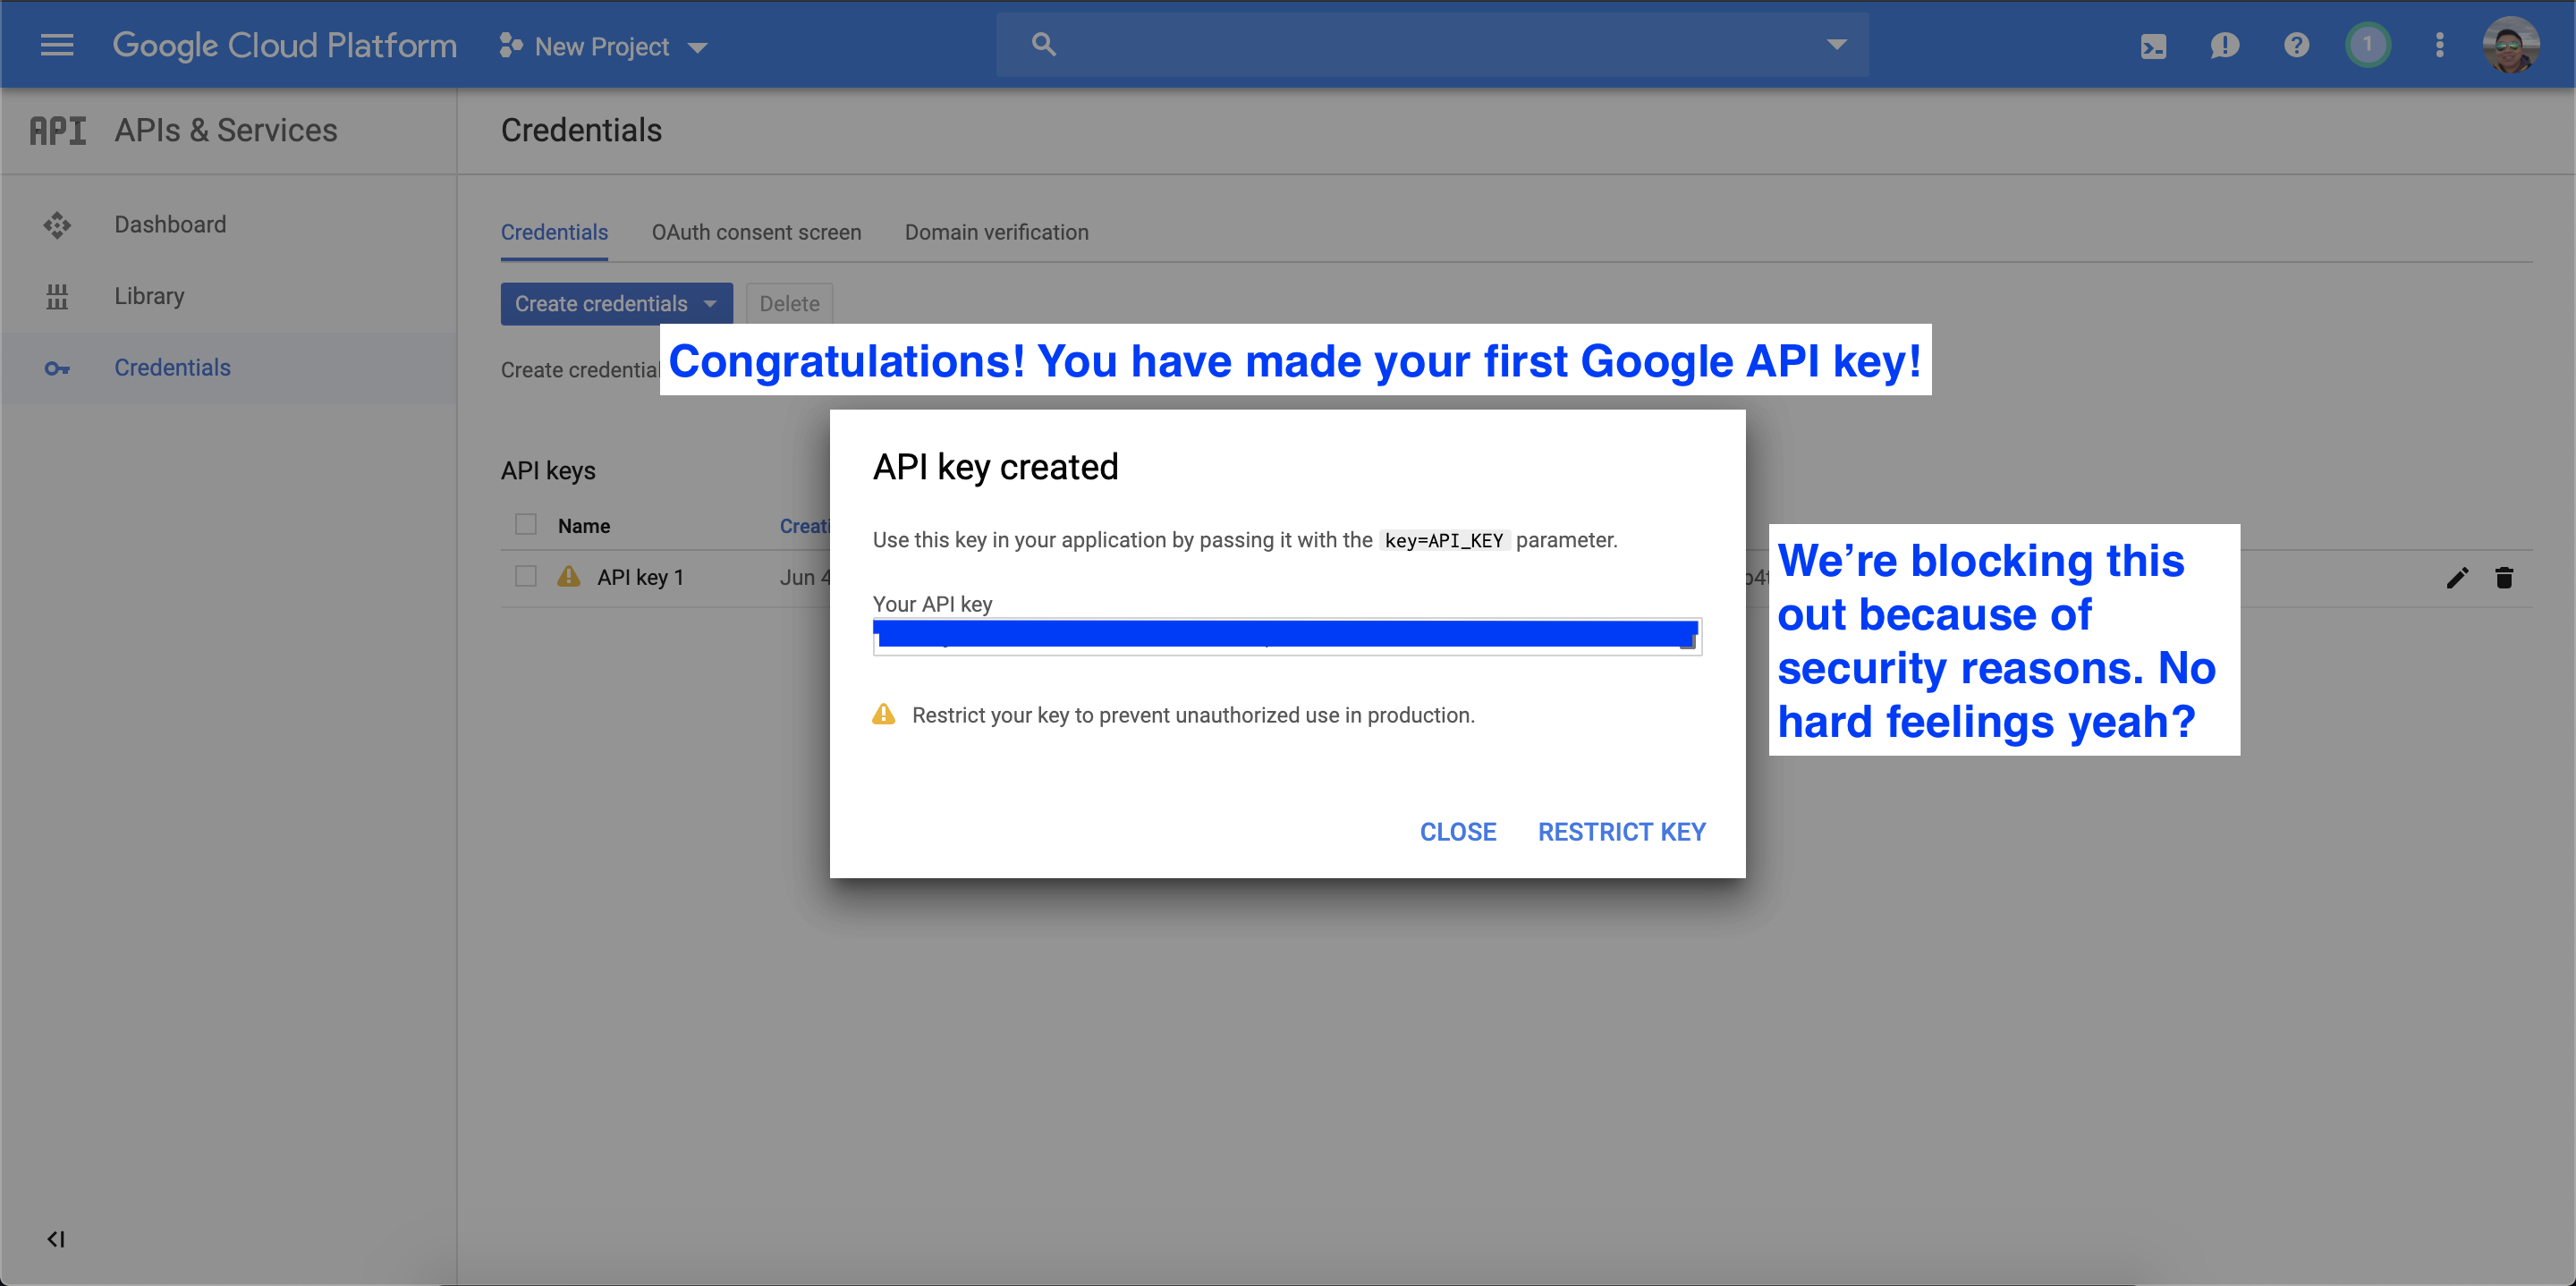 Google Cloud Platform
New Project
1
API
APIs & Services
Credentials
Dashboard
Library
Credentials
Credentials
OAuth consent screen
Domain verification
Create credentials
Delete
Create
Congratulations! You have made your first Google API key!
API keys
Name
API key 1
Jun
API key created
Use this key in your application by passing it with the key=API_KEY parameter.
Your API key
Restrict your key to prevent unauthorized use in production.
CLOSE
RESTRICT KEY
We’re blocking this
out because of
security reasons. No
hard feelings yeah?